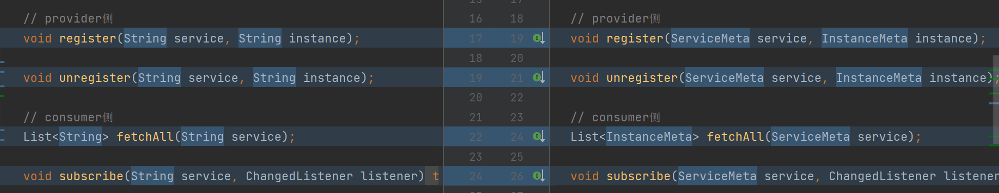 // provider侧
void register(String service, String instance);
void unregister(String service, String instance);
// consumer侧
List<String> fetchAll(String service);
void subscribe(String service, ChangedListener listener) t
16 18
17 19
18 20
19 21
20 22
21 23
22 24
23 25
24 26
// provider侧
void register(ServiceMeta service, InstanceMeta instance);
void unregister(ServiceMeta service, InstanceMeta instance);
// consumer侧
List<InstanceMeta> fetchAll(ServiceMeta service);
void subscribe(ServiceMeta service, ChangedListener listener